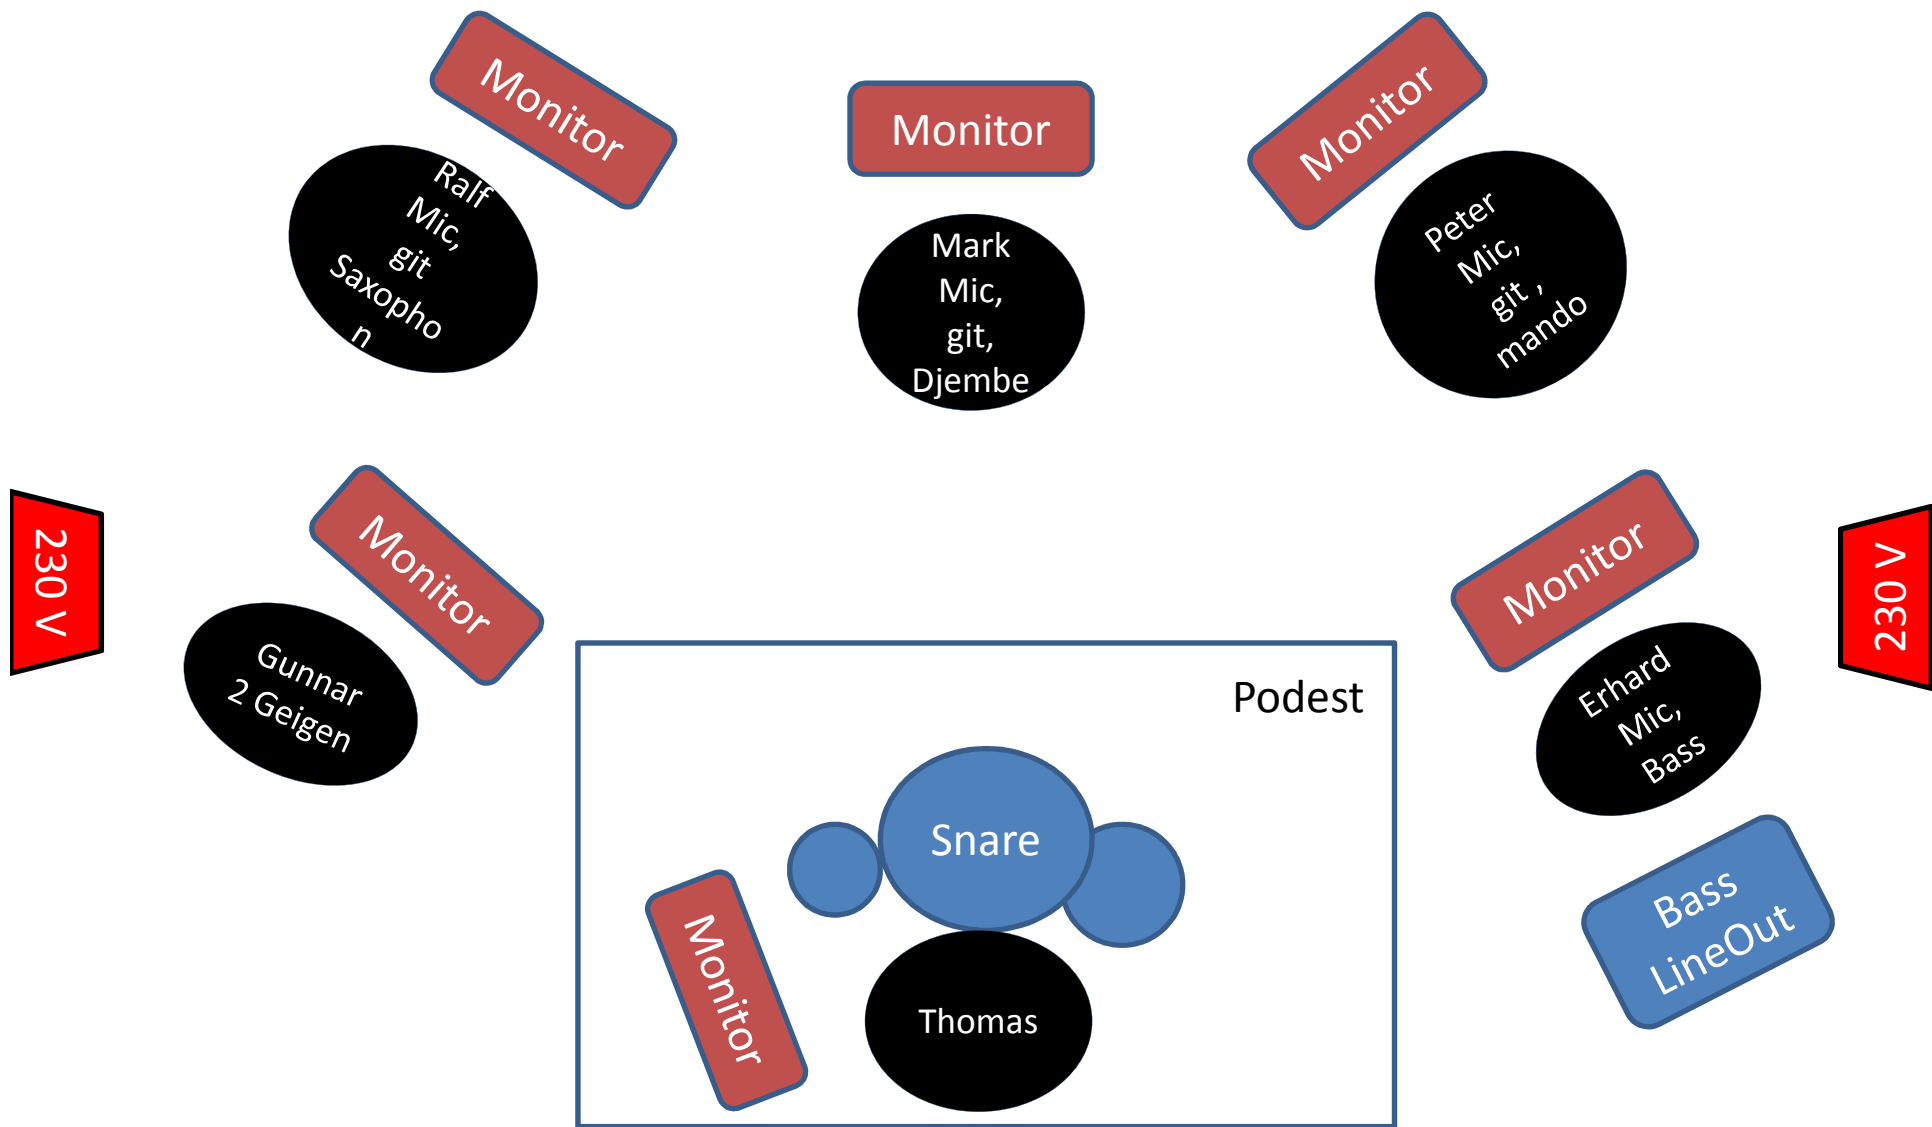 Monitor
Monitor
Monitor
Ralf
Mic,
git
Saxopho
n
Mark
Mic,
git,
Djembe
Peter
Mic,
git ,
mando
230 V
Monitor
Monitor
230 V
Gunnar
2 Geigen
Podest
Erhard
Mic,
Bass
Snare
Bass
LineOut
Monitor
Thomas